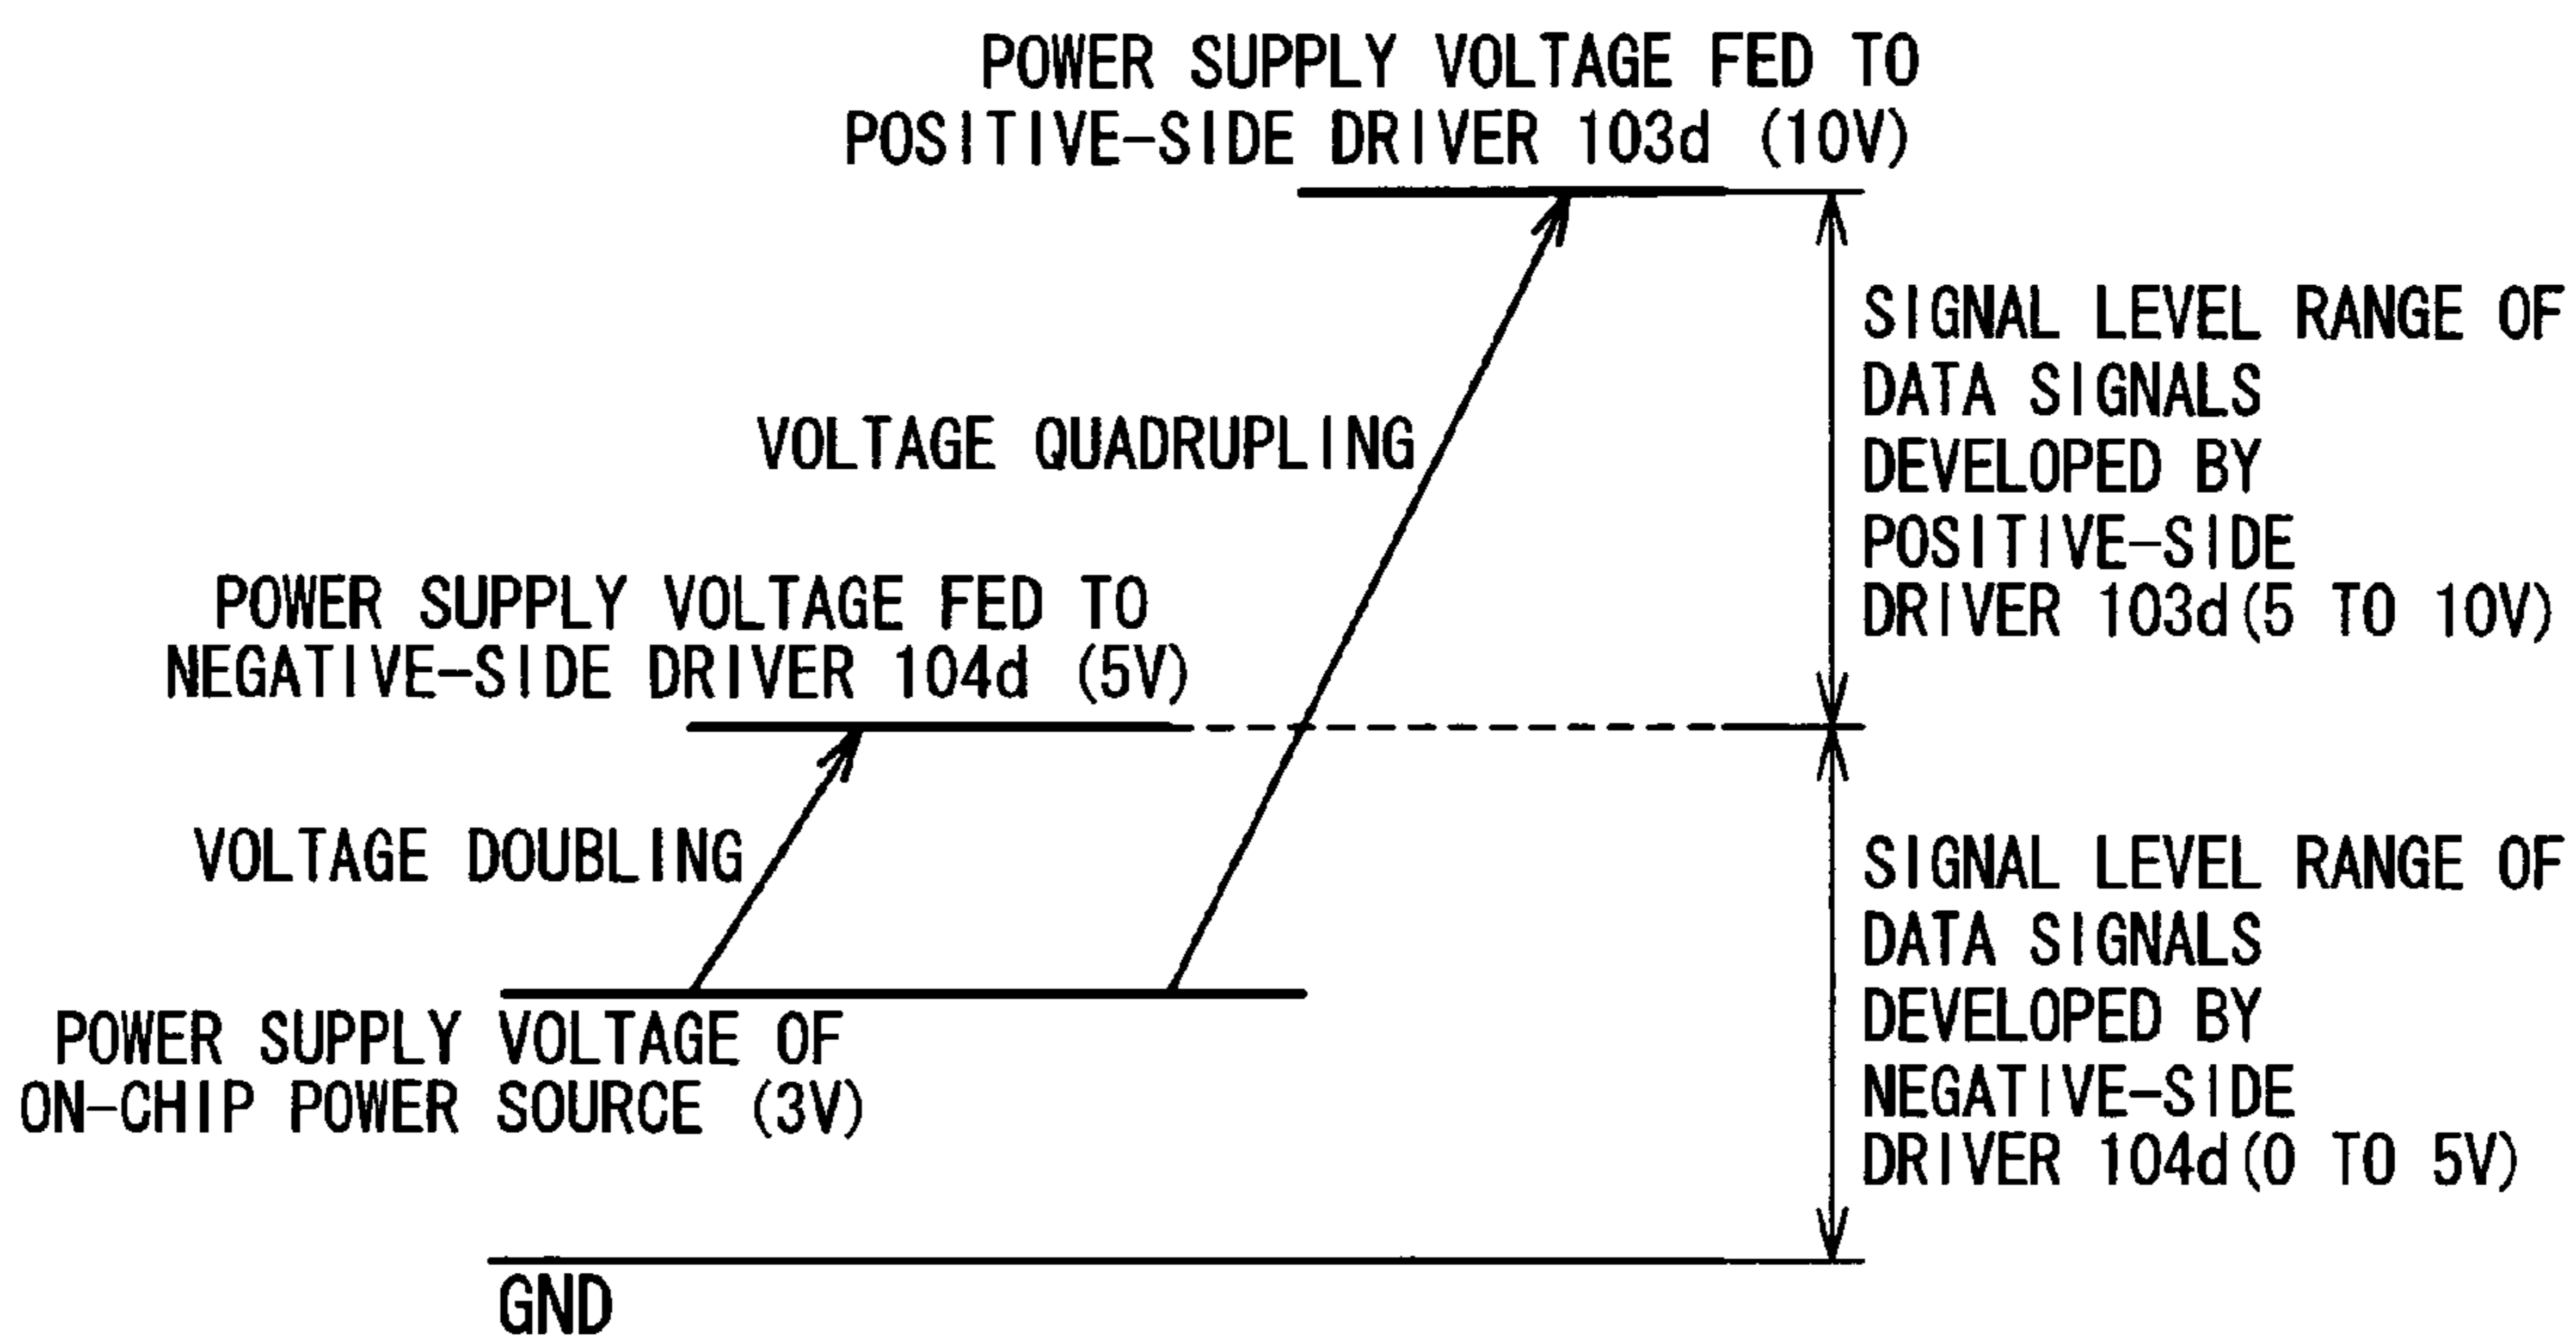 POWER SUPPLY VOLTAGE FED TO
POSITIVE-SIDE DRIVER 103d (10V)
SIGNAL LEVEL RANGE OF
DATA SIGNALS
DEVELOPED BY
POSITIVE-SIDE
DRIVER 103d(5 TO 10V)
VOLTAGE QUADRUPLING
POWER SUPPLY VOLTAGE FED TO
NEGATIVE-SIDE DRIVER 104d (5V)
VOLTAGE DOUBLING
SIGNAL LEVEL RANGE OF
DATA SIGNALS
DEVELOPED BY
NEGATIVE-SIDE
DRIVER 104d(0 TO 5V)
POWER SUPPLY VOLTAGE OF
ON-CHIP POWER SOURCE (3V)
GND